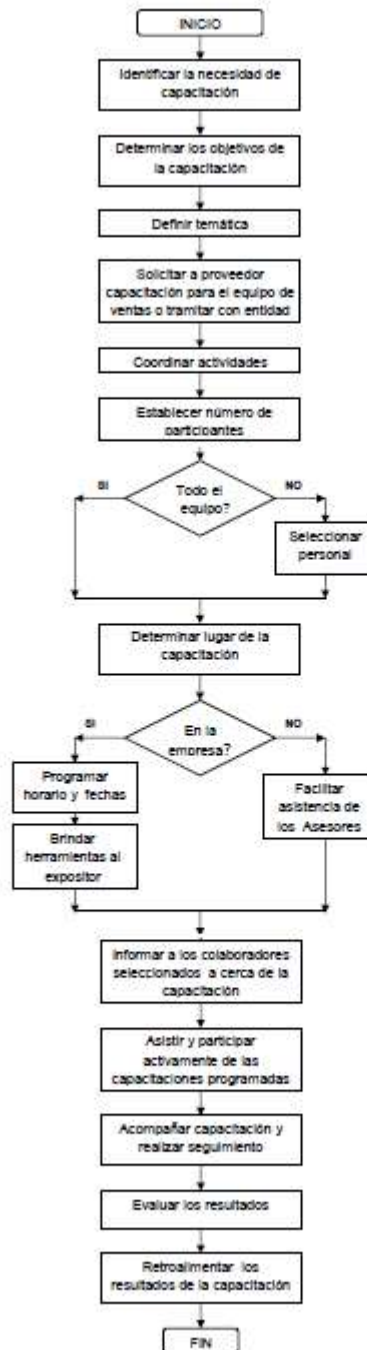 INICIO
Identificar la necesidad de
capacitación
Determinar los objetivos de
la capacitación
Definir temática
Solicitar a proveedor
capacitación para el equipo de
ventas o tramitar con entidad
Coordinar actividades
Establecer número de
participantes
SI
Todo el
equipo?
NO
Seleccionar
personal
Determinar lugar de la
capacitación
SI
En la
empresa?
NO
Programar
horario y fechas
Facilitar
asistencia de
los Asesores
Brindar
herramientas al
expositor
Informar a los colaboradores
seleccionados a cerca de la
capacitación
Asistir y participar
activamente de las
capacitaciones programadas
Acompañar capacitación y
realizar seguimiento
Evaluar los resultados
Retroalimentar los
resultados de la capacitación
FIN